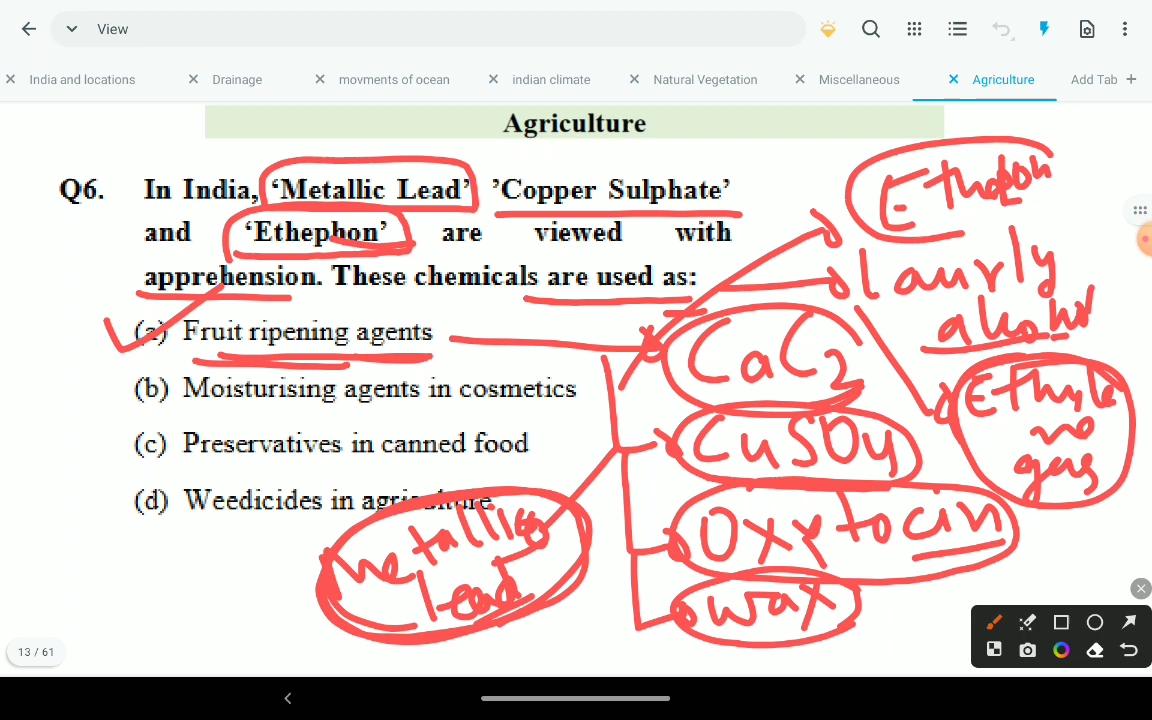 View
India and locations
Drainage
movments of ocean
indian climate
Natural Vegetation
Miscellaneous
Agriculture
Add Tab
Agriculture
Q6. In India, ‘Metallic Lead’ ’Copper Sulphate’
and ‘Ethephon’ are viewed with
apprehension. These chemicals are used as:
(a) Fruit ripening agents
(b) Moisturising agents in cosmetics
(c) Preservatives in canned food
(d) Weedicides in agriculture
Ethepon
laurly
alcohol
CaC2
Ethylene
gas
CuSO4
Oxytocin
wax
metallic
lead
13 / 61